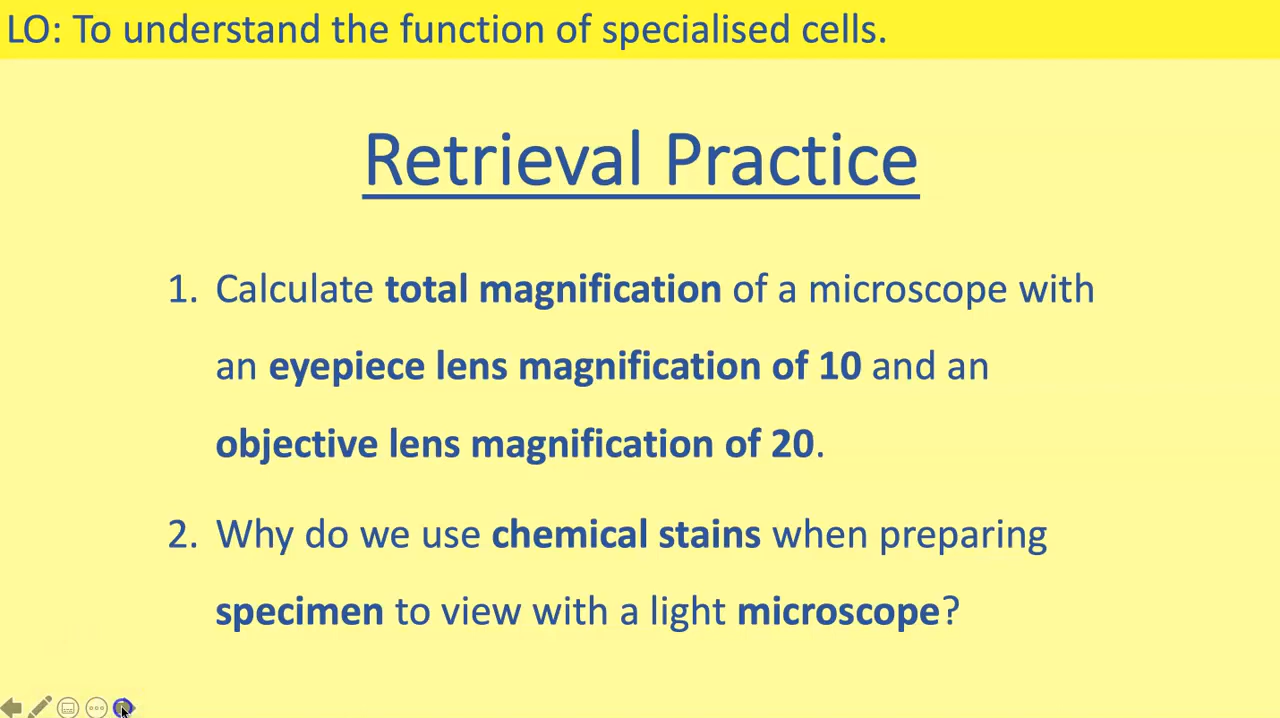 LO: To understand the function of specialised cells.
Retrieval Practice
1. Calculate total magnification of a microscope with
an eyepiece lens magnification of 10 and an
objective lens magnification of 20.
2. Why do we use chemical stains when preparing
specimen to view with a light microscope?